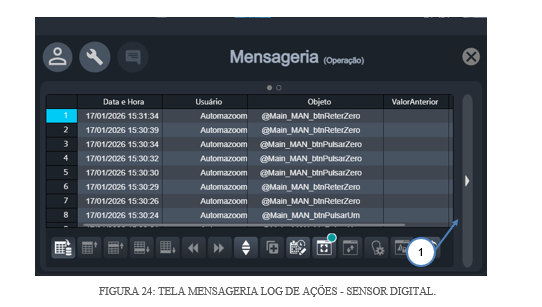 Mensageria (Operação)
Data e Hora Usuário Objeto ValorAnterior
1 17/01/2026 15:31:34 Automazoom @Main_MAN_btnReterZero
2 17/01/2026 15:30:39 Automazoom @Main_MAN_btnReterZero
3 17/01/2026 15:30:34 Automazoom @Main_MAN_btnPulsarZero
4 17/01/2026 15:30:32 Automazoom @Main_MAN_btnPulsarZero
5 17/01/2026 15:30:30 Automazoom @Main_MAN_btnPulsarZero
6 17/01/2026 15:30:29 Automazoom @Main_MAN_btnReterZero
7 17/01/2026 15:30:26 Automazoom @Main_MAN_btnReterZero
8 17/01/2026 15:30:24 Automazoom @Main_MAN_btnPulsarUm
1
FIGURA 24: TELA MENSAGERIA LOG DE AÇÕES - SENSOR DIGITAL.